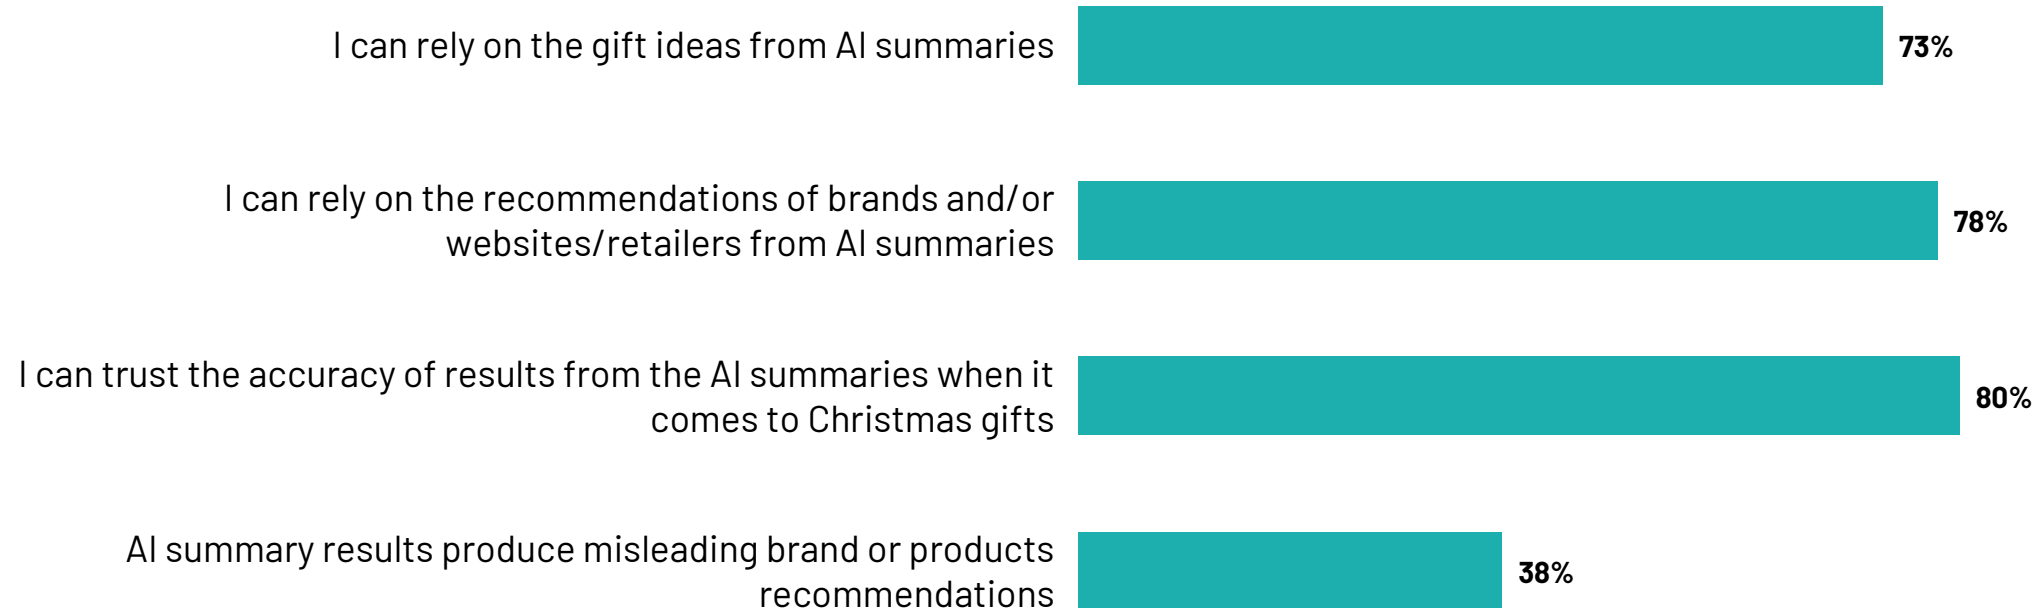 I can rely on the gift ideas from AI summaries
73%
I can rely on the recommendations of brands and/or
websites/retailers from AI summaries
78%
I can trust the accuracy of results from the AI summaries when it
comes to Christmas gifts
80%
AI summary results produce misleading brand or products
recommendations
38%